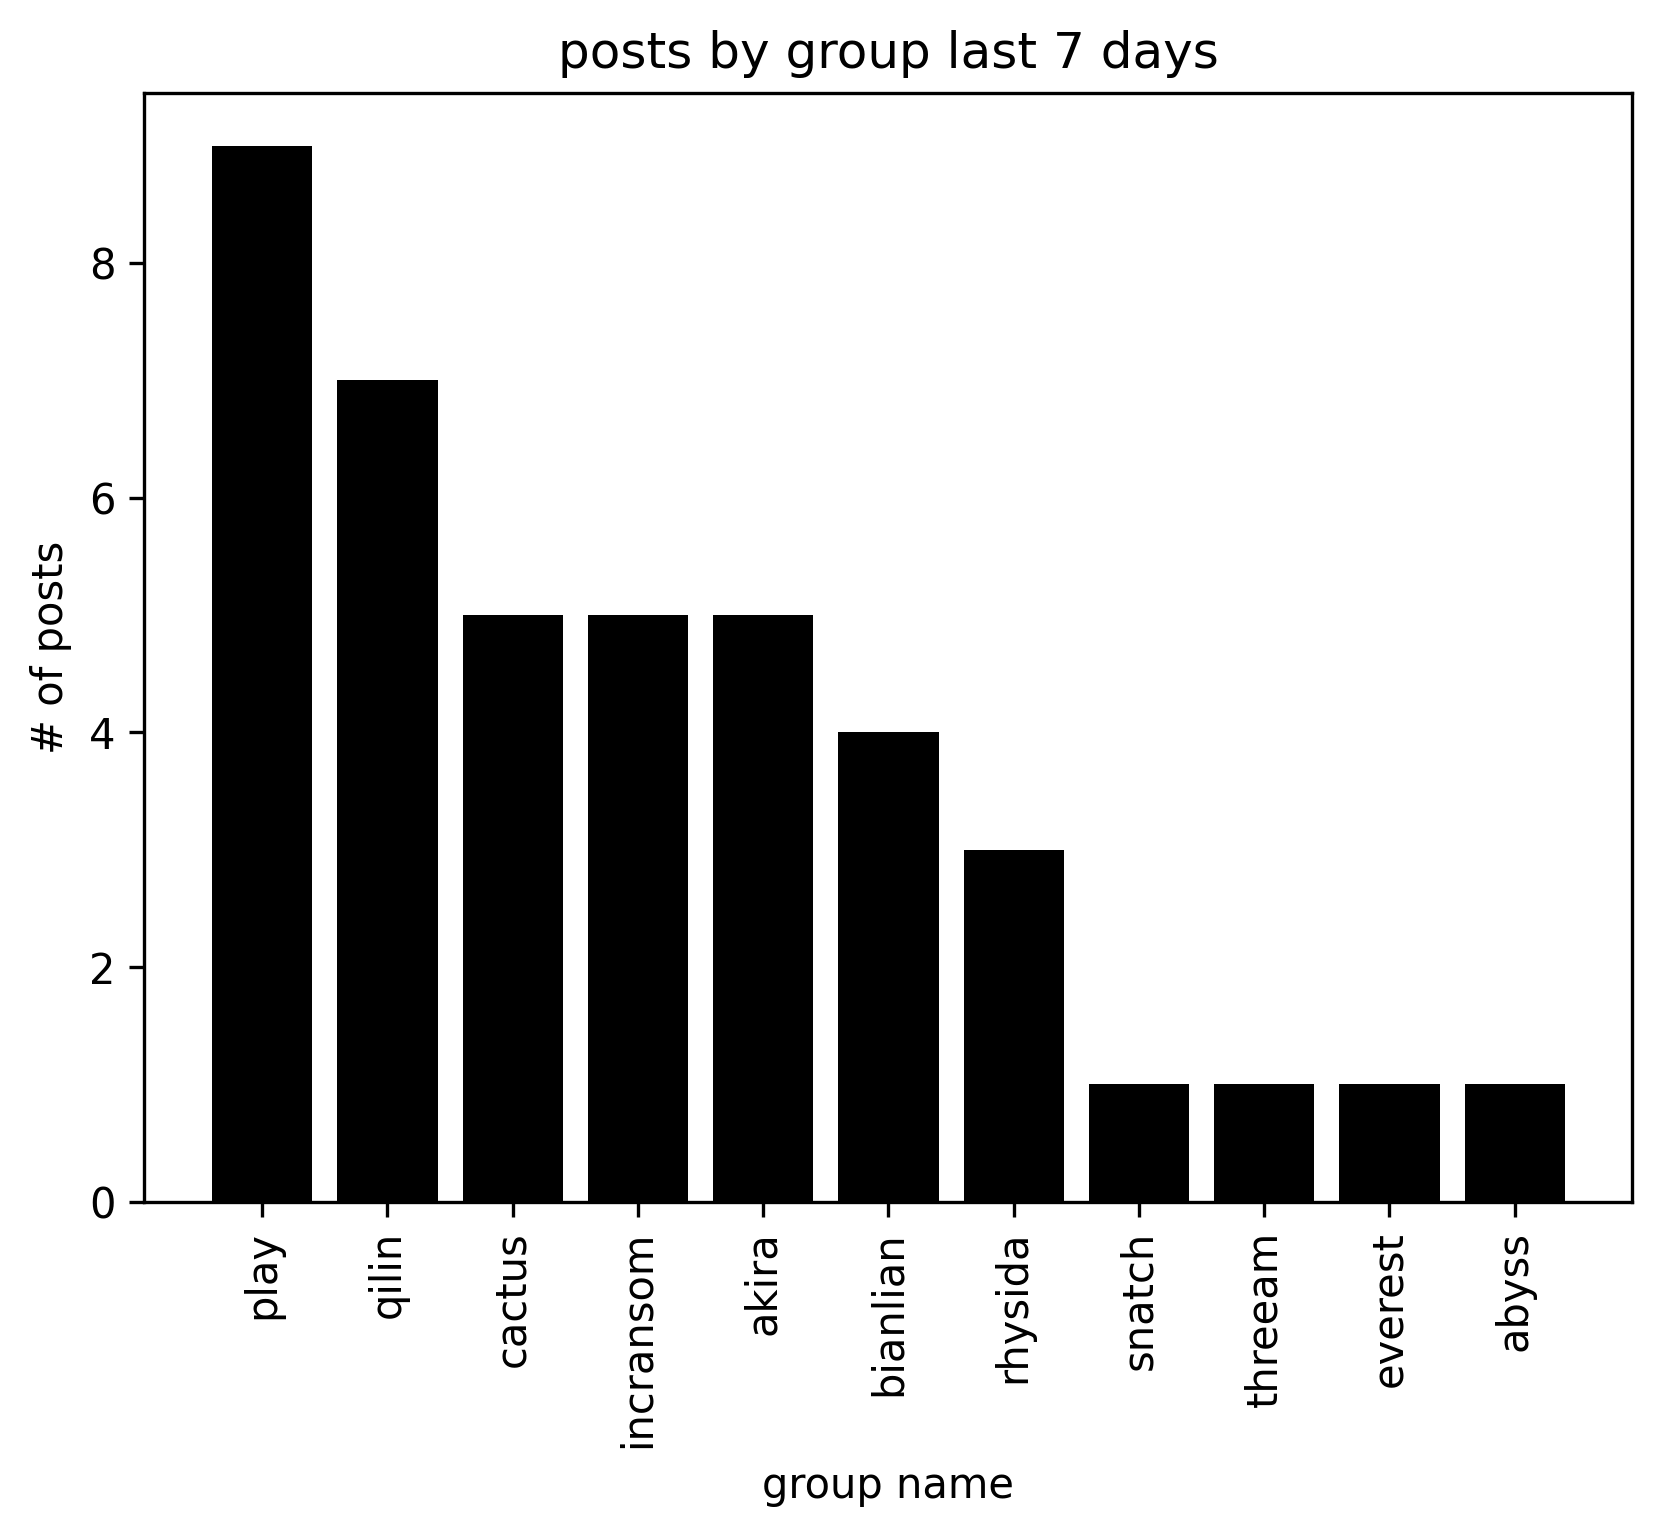 posts by group last 7 days
# of posts
8
6
4
2
0
play
qilin
cactus
incransom
akira
bianlian
rhysida
snatch
threeam
everest
abyss
group name